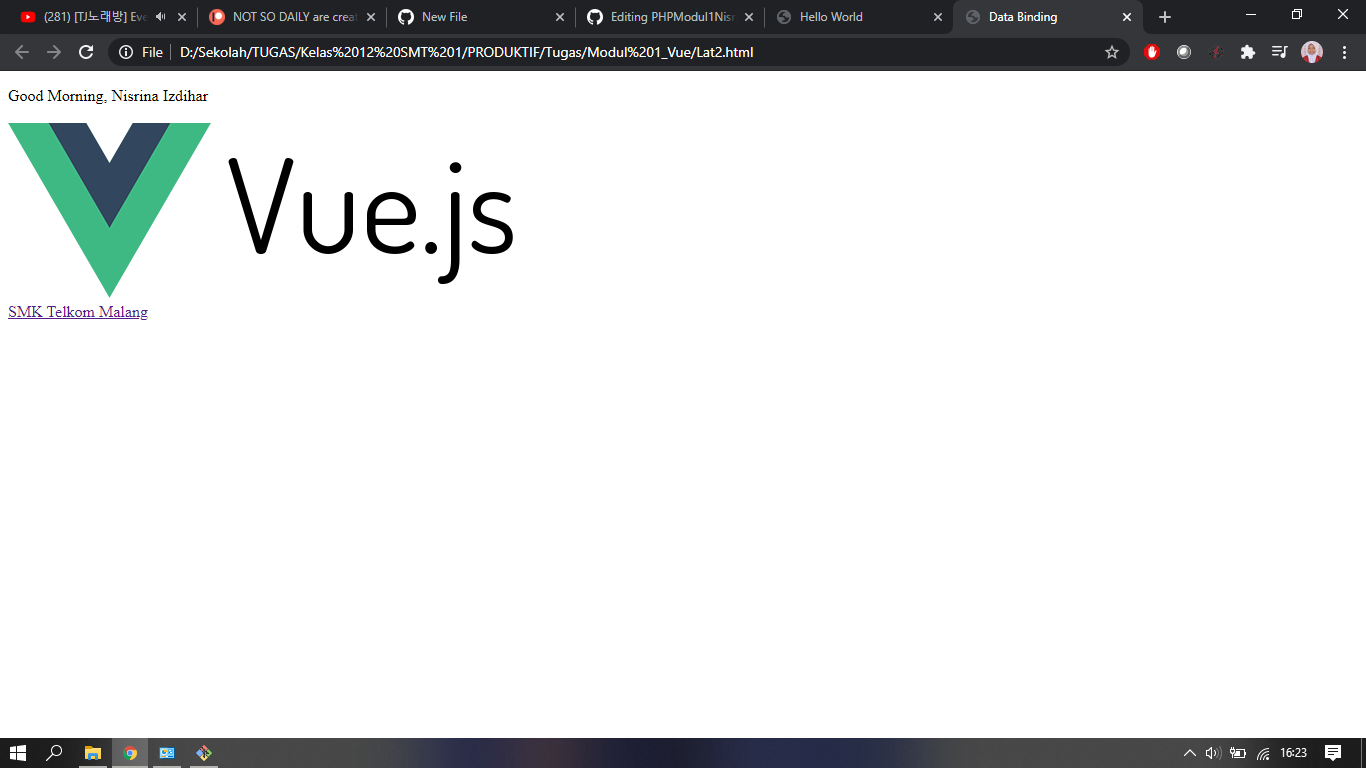 (281) [TJ노래방] Eve
NOT SO DAILY are creat
New File
Editing PHPModul1Nisr
Hello World
Data Binding
File
D:/Sekolah/TUGAS/Kelas%2012%20SMT%201/PRODUKTIF/Tugas/Modul%201_Vue/Lat2.html
Good Morning, Nisrina Izdihar
Vue.js
SMK Telkom Malang
16:23